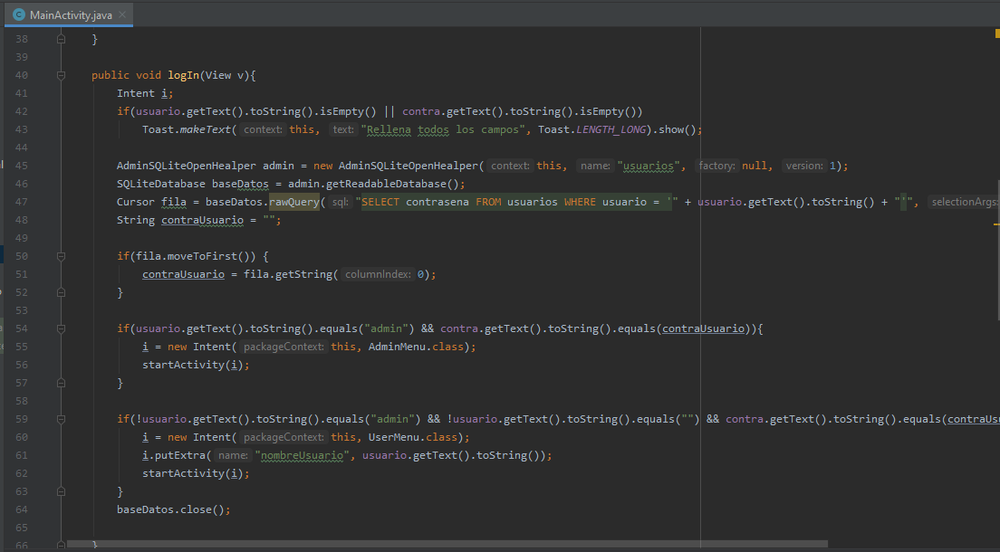 MainActivity.java
38 }
39
40 public void logIn(View v){
41 Intent i;
42 if(usuario.getText().toString().isEmpty() || contra.getText().toString().isEmpty())
43 Toast.makeText( context: this, text: "Rellena todos los campos", Toast.LENGTH_LONG).show();
44
45 AdminSQLiteOpenHealper admin = new AdminSQLiteOpenHealper( context: this, name: "usuarios", factory: null, version: 1);
46 SQLiteDatabase baseDatos = admin.getReadableDatabase();
47 Cursor fila = baseDatos.rawQuery( sql: "SELECT contrasena FROM usuarios WHERE usuario = '" + usuario.getText().toString() + "'", selectionArgs:
48 String contraUsuario = "";
49
50 if(fila.moveToFirst()) {
51 contraUsuario = fila.getString( columnIndex: 0);
52 }
53
54 if(usuario.getText().toString().equals("admin") && contra.getText().toString().equals(contraUsuario)){
55 i = new Intent( packageContext: this, AdminMenu.class);
56 startActivity(i);
57 }
58
59 if(!usuario.getText().toString().equals("admin") && !usuario.getText().toString().equals("") && contra.getText().toString().equals(contraUs
60 i = new Intent( packageContext: this, UserMenu.class);
61 i.putExtra( name: "nombreUsuario", usuario.getText().toString());
62 startActivity(i);
63 }
64 baseDatos.close();
65
66 }